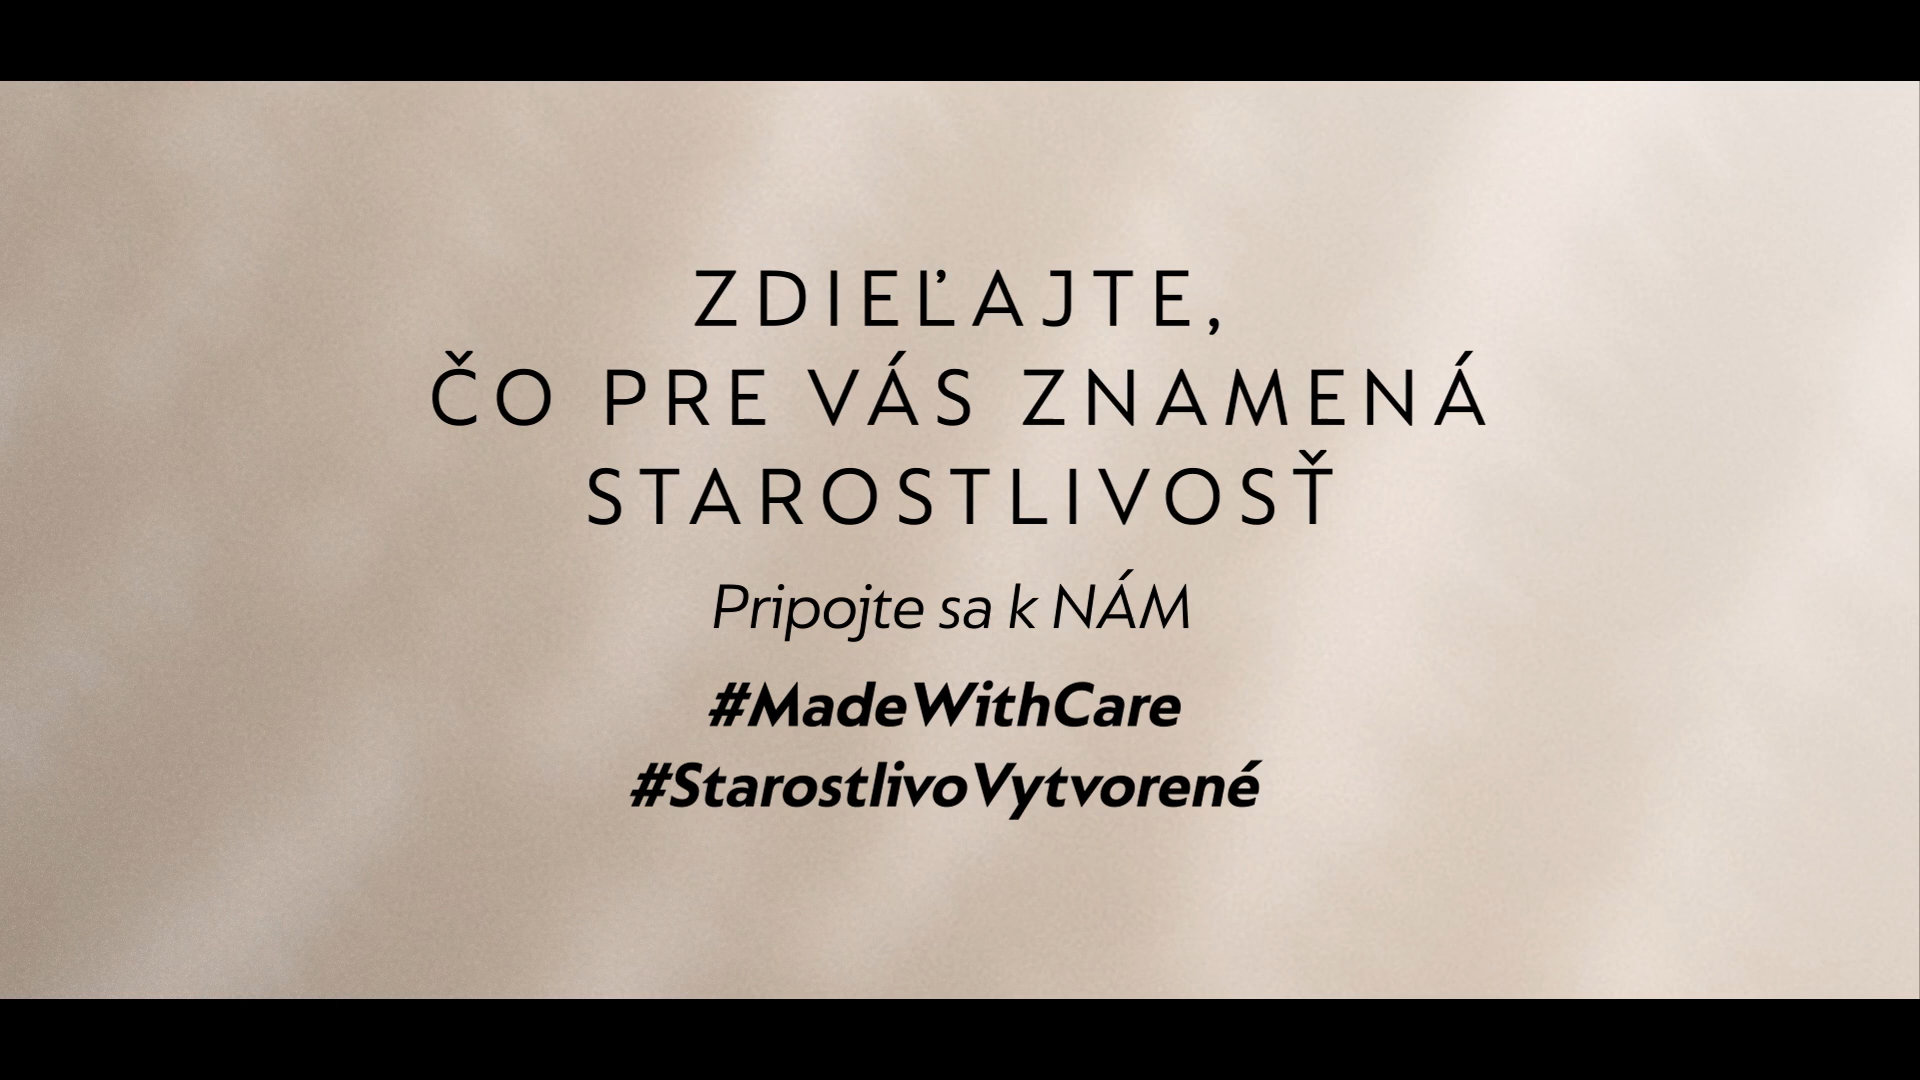 ZDIEĽAJTE,
ČO PRE VÁS ZNAMENÁ
STAROSTLIVOSŤ
Pripojte sa k NÁM
#MadeWithCare
#StarostlivoVytvorené